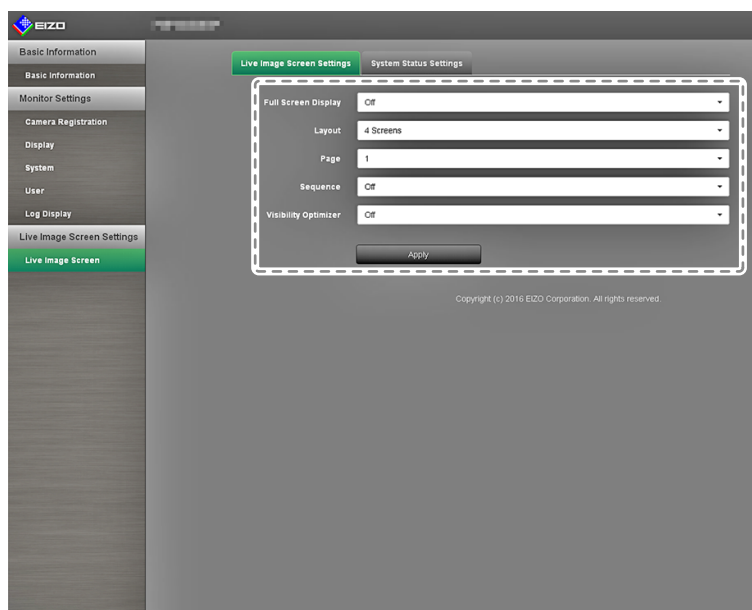 EIZO
Basic Information
Basic Information
Monitor Settings
Camera Registration
Display
System
User
Log Display
Live Image Screen Settings
Live Image Screen
Live Image Screen Settings
System Status Settings
Full Screen Display Off
Layout 4 Screens
Page 1
Sequence Off
Visibility Optimizer Off
Apply
Copyright (c) 2016 EIZO Corporation. All rights reserved.